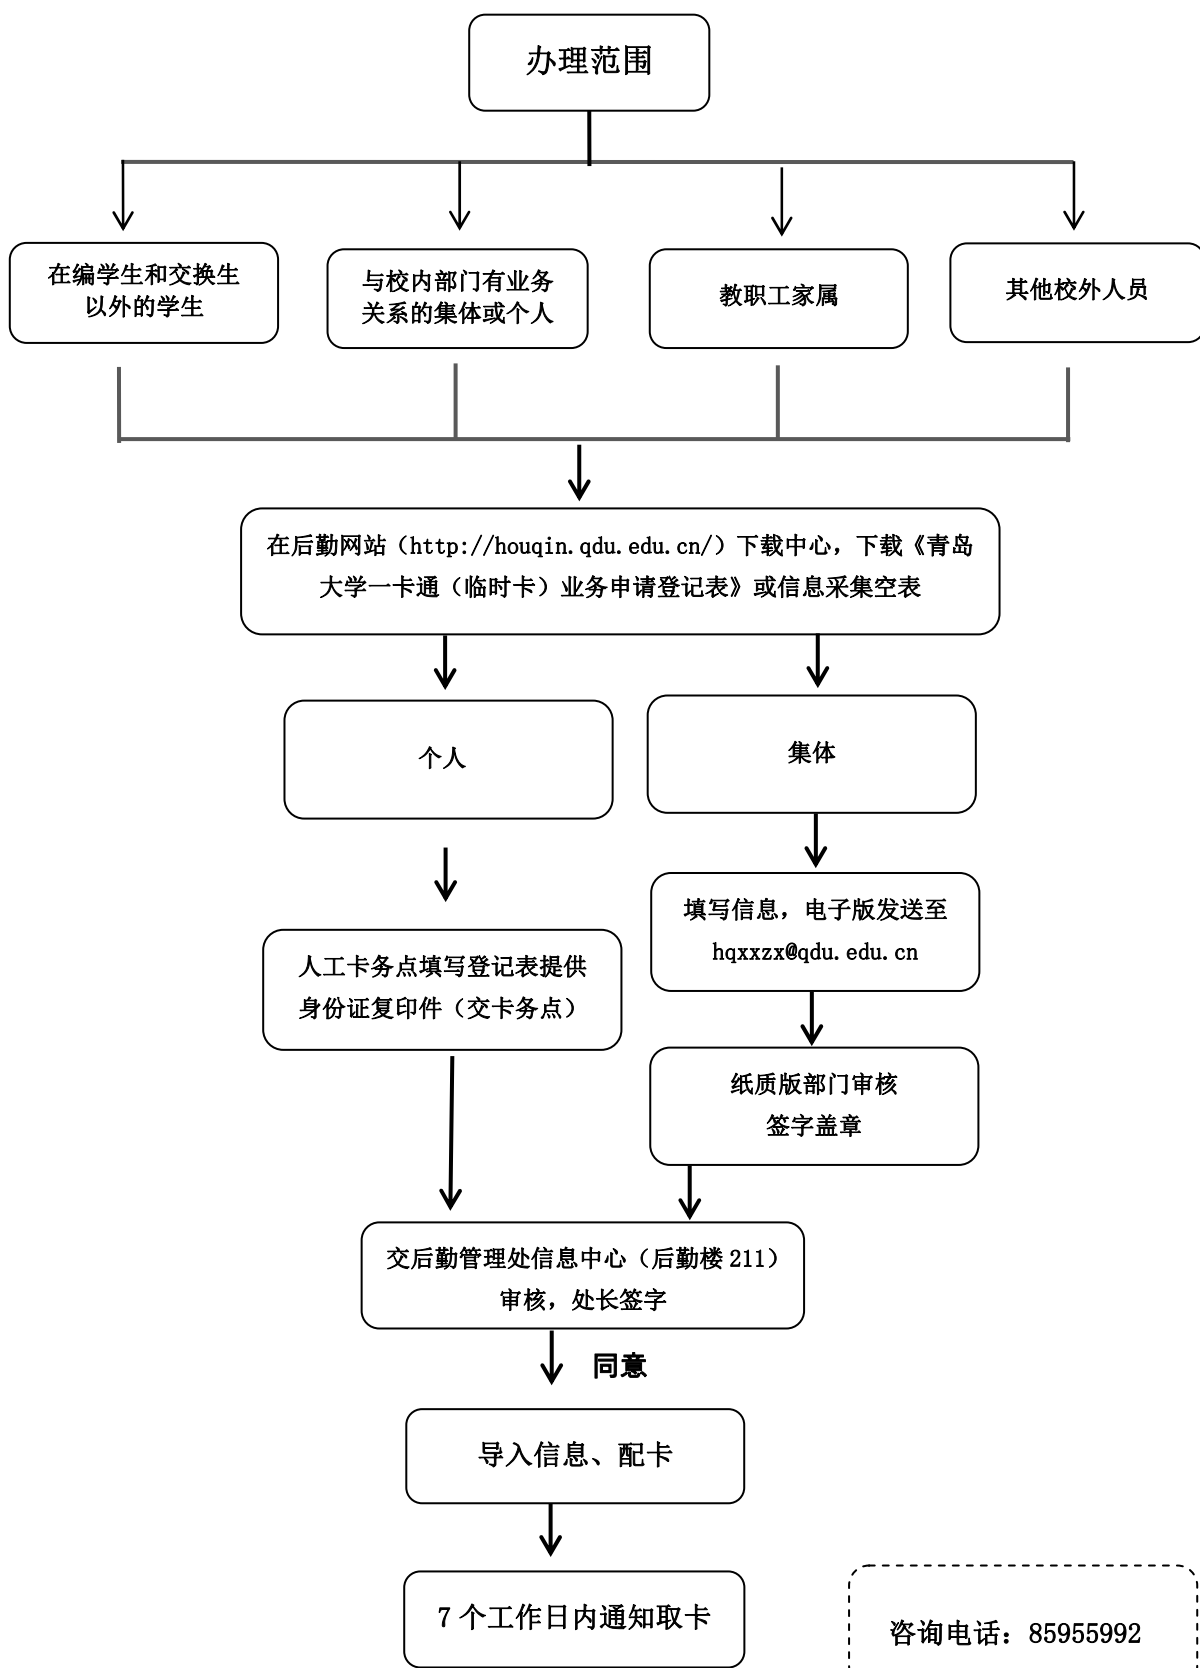 办理范围
在编学生和交换生
以外的学生
与校内部门有业务
关系的集体或个人
教职工家属
其他校外人员
在后勤网站（http://houqin.qdu.edu.cn/）下载中心，下载《青岛
大学一卡通（临时卡）业务申请登记表》或信息采集空表
个人
集体
填写信息，电子版发送至
hqxxzx@qdu.edu.cn
人工卡务点填写登记表提供
身份证复印件（交卡务点）
纸质版部门审核
签字盖章
交后勤管理处信息中心（后勤楼 211）
审核，处长签字
同意
导入信息、配卡
7 个工作日内通知取卡
咨询电话：85955992